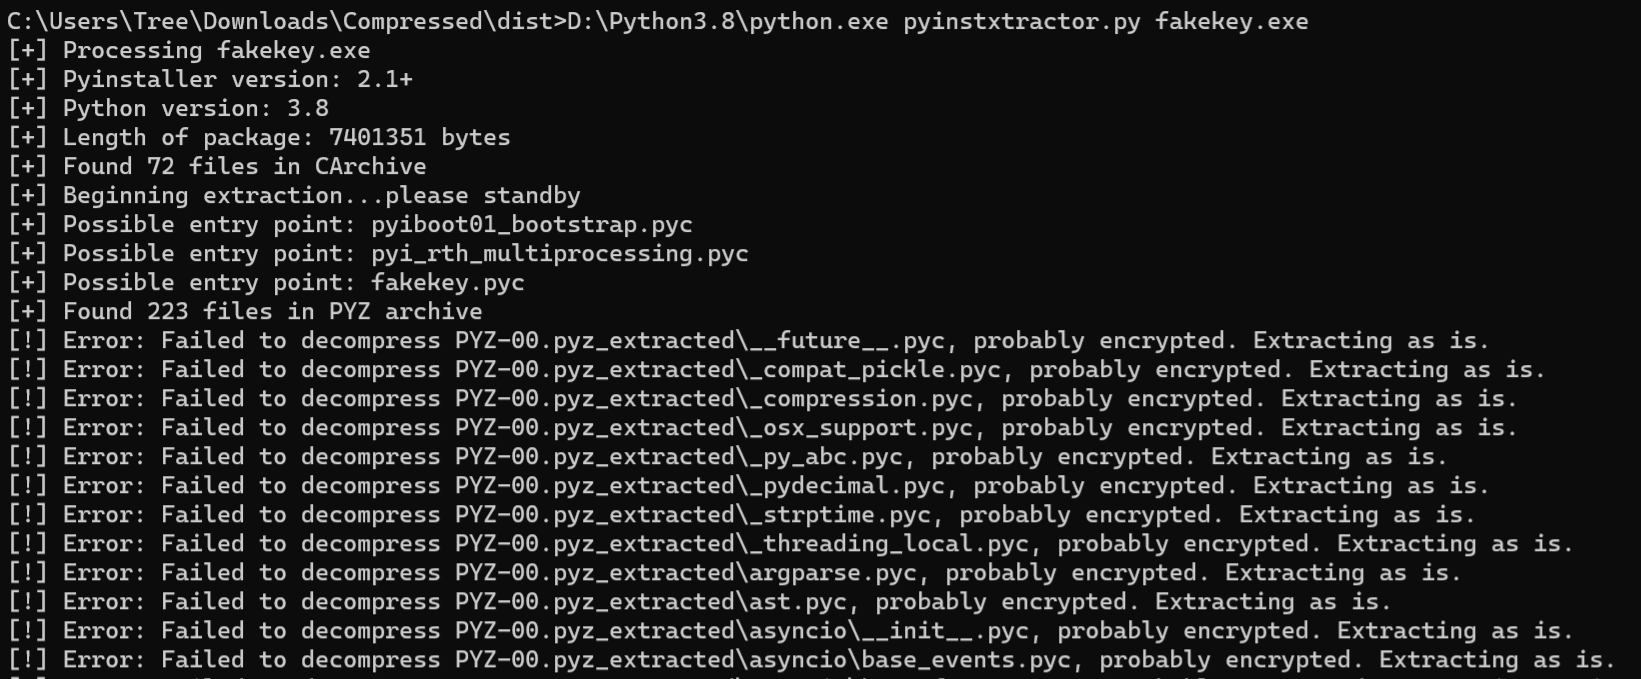 C:\Users\Tree\Downloads\Compressed\dist>D:\Python3.8\python.exe pyinstxtractor.py fakekey.exe
[+] Processing fakekey.exe
[+] Pyinstaller version: 2.1+
[+] Python version: 3.8
[+] Length of package: 7401351 bytes
[+] Found 72 files in CArchive
[+] Beginning extraction...please standby
[+] Possible entry point: pyiboot01_bootstrap.pyc
[+] Possible entry point: pyi_rth_multiprocessing.pyc
[+] Possible entry point: fakekey.pyc
[+] Found 223 files in PYZ archive
[!] Error: Failed to decompress PYZ-00.pyz_extracted\__future__.pyc, probably encrypted. Extracting as is.
[!] Error: Failed to decompress PYZ-00.pyz_extracted\_compat_pickle.pyc, probably encrypted. Extracting as is.
[!] Error: Failed to decompress PYZ-00.pyz_extracted\_compression.pyc, probably encrypted. Extracting as is.
[!] Error: Failed to decompress PYZ-00.pyz_extracted\_osx_support.pyc, probably encrypted. Extracting as is.
[!] Error: Failed to decompress PYZ-00.pyz_extracted\_py_abc.pyc, probably encrypted. Extracting as is.
[!] Error: Failed to decompress PYZ-00.pyz_extracted\_pydecimal.pyc, probably encrypted. Extracting as is.
[!] Error: Failed to decompress PYZ-00.pyz_extracted\_strptime.pyc, probably encrypted. Extracting as is.
[!] Error: Failed to decompress PYZ-00.pyz_extracted\_threading_local.pyc, probably encrypted. Extracting as is.
[!] Error: Failed to decompress PYZ-00.pyz_extracted\argparse.pyc, probably encrypted. Extracting as is.
[!] Error: Failed to decompress PYZ-00.pyz_extracted\ast.pyc, probably encrypted. Extracting as is.
[!] Error: Failed to decompress PYZ-00.pyz_extracted\asyncio\__init__.pyc, probably encrypted. Extracting as is.
[!] Error: Failed to decompress PYZ-00.pyz_extracted\asyncio\base_events.pyc, probably encrypted. Extracting as is.